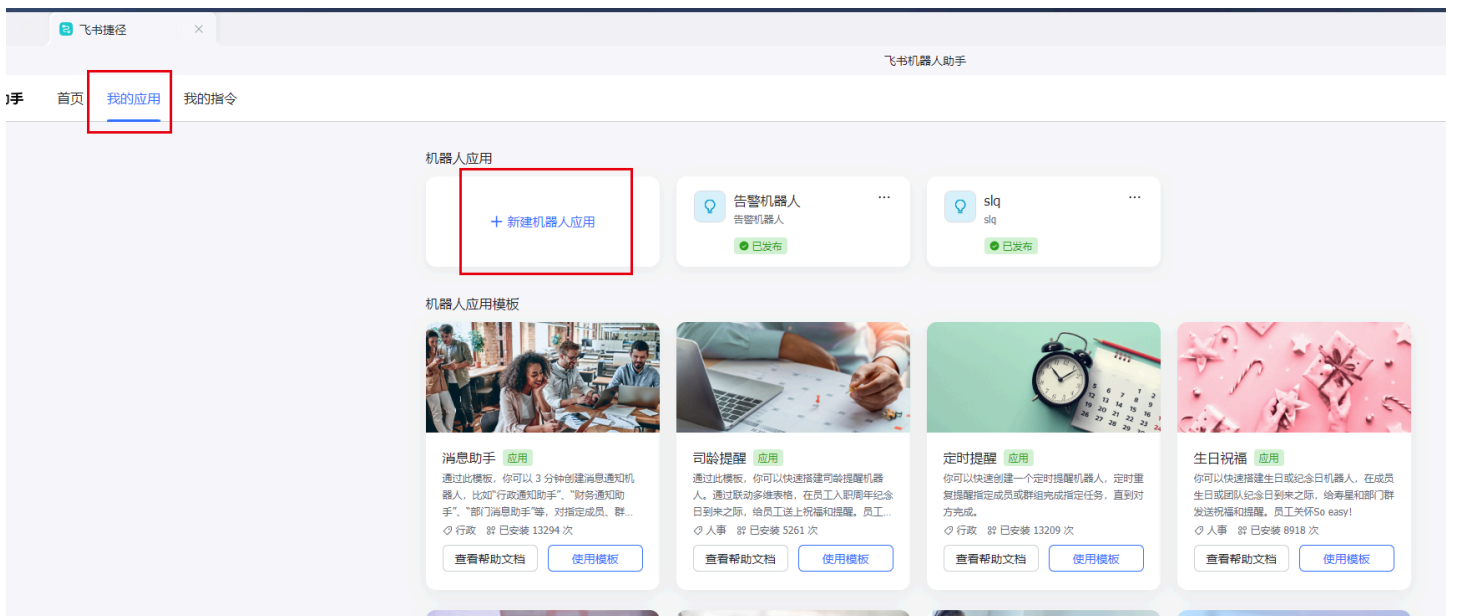 飞书捷径
飞书机器人助手
手 首页 我的应用 我的指令
机器人应用
+ 新建机器人应用
告警机器人 ...
告警机器人
已发布
slq ...
slq
已发布
机器人应用模板
消息助手 应用
通过此模板，你可以 3 分钟创建消息通知机
器人，比如“行政通知助手”、“财务通知助
手”、“部门消息助手”等，对指定成员、群...
行政 已安装 13294 次
查看帮助文档 使用模板
司龄提醒 应用
通过此模板，你可以快速搭建司龄提醒机器
人。通过联动多维表格，在员工入职周年纪念
日到来之际，给员工送上祝福和提醒。员工...
人事 已安装 5261 次
查看帮助文档 使用模板
定时提醒 应用
你可以快速创建一个定时提醒机器人，定时重
复提醒指定成员或群组完成指定任务，直到对
方完成。
行政 已安装 13209 次
查看帮助文档 使用模板
生日祝福 应用
你可以快速搭建生日或纪念日机器人，在成员
生日或团队纪念日到来之际，给寿星和部门群
发送祝福和提醒。员工关怀So easy!
人事 已安装 8918 次
查看帮助文档 使用模板